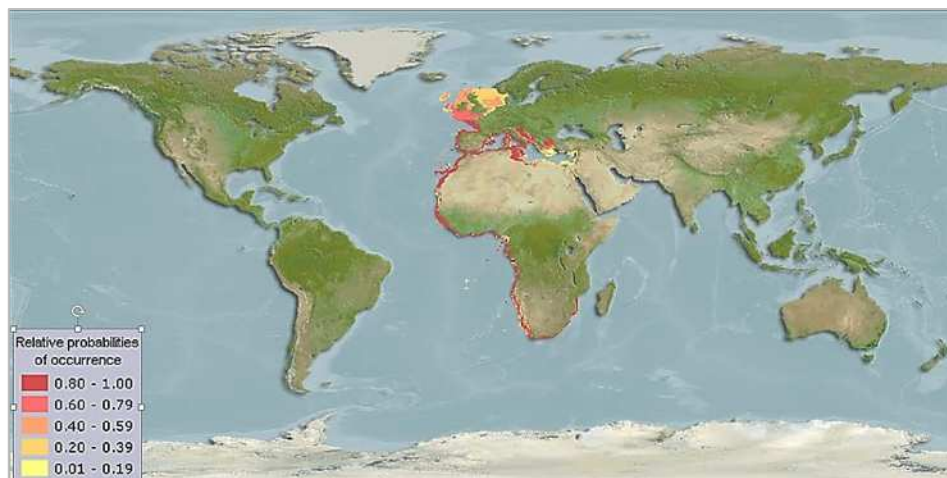 Relative probabilities
of occurrence
0.80 - 1.00
0.60 - 0.79
0.40 - 0.59
0.20 - 0.39
0.01 - 0.19